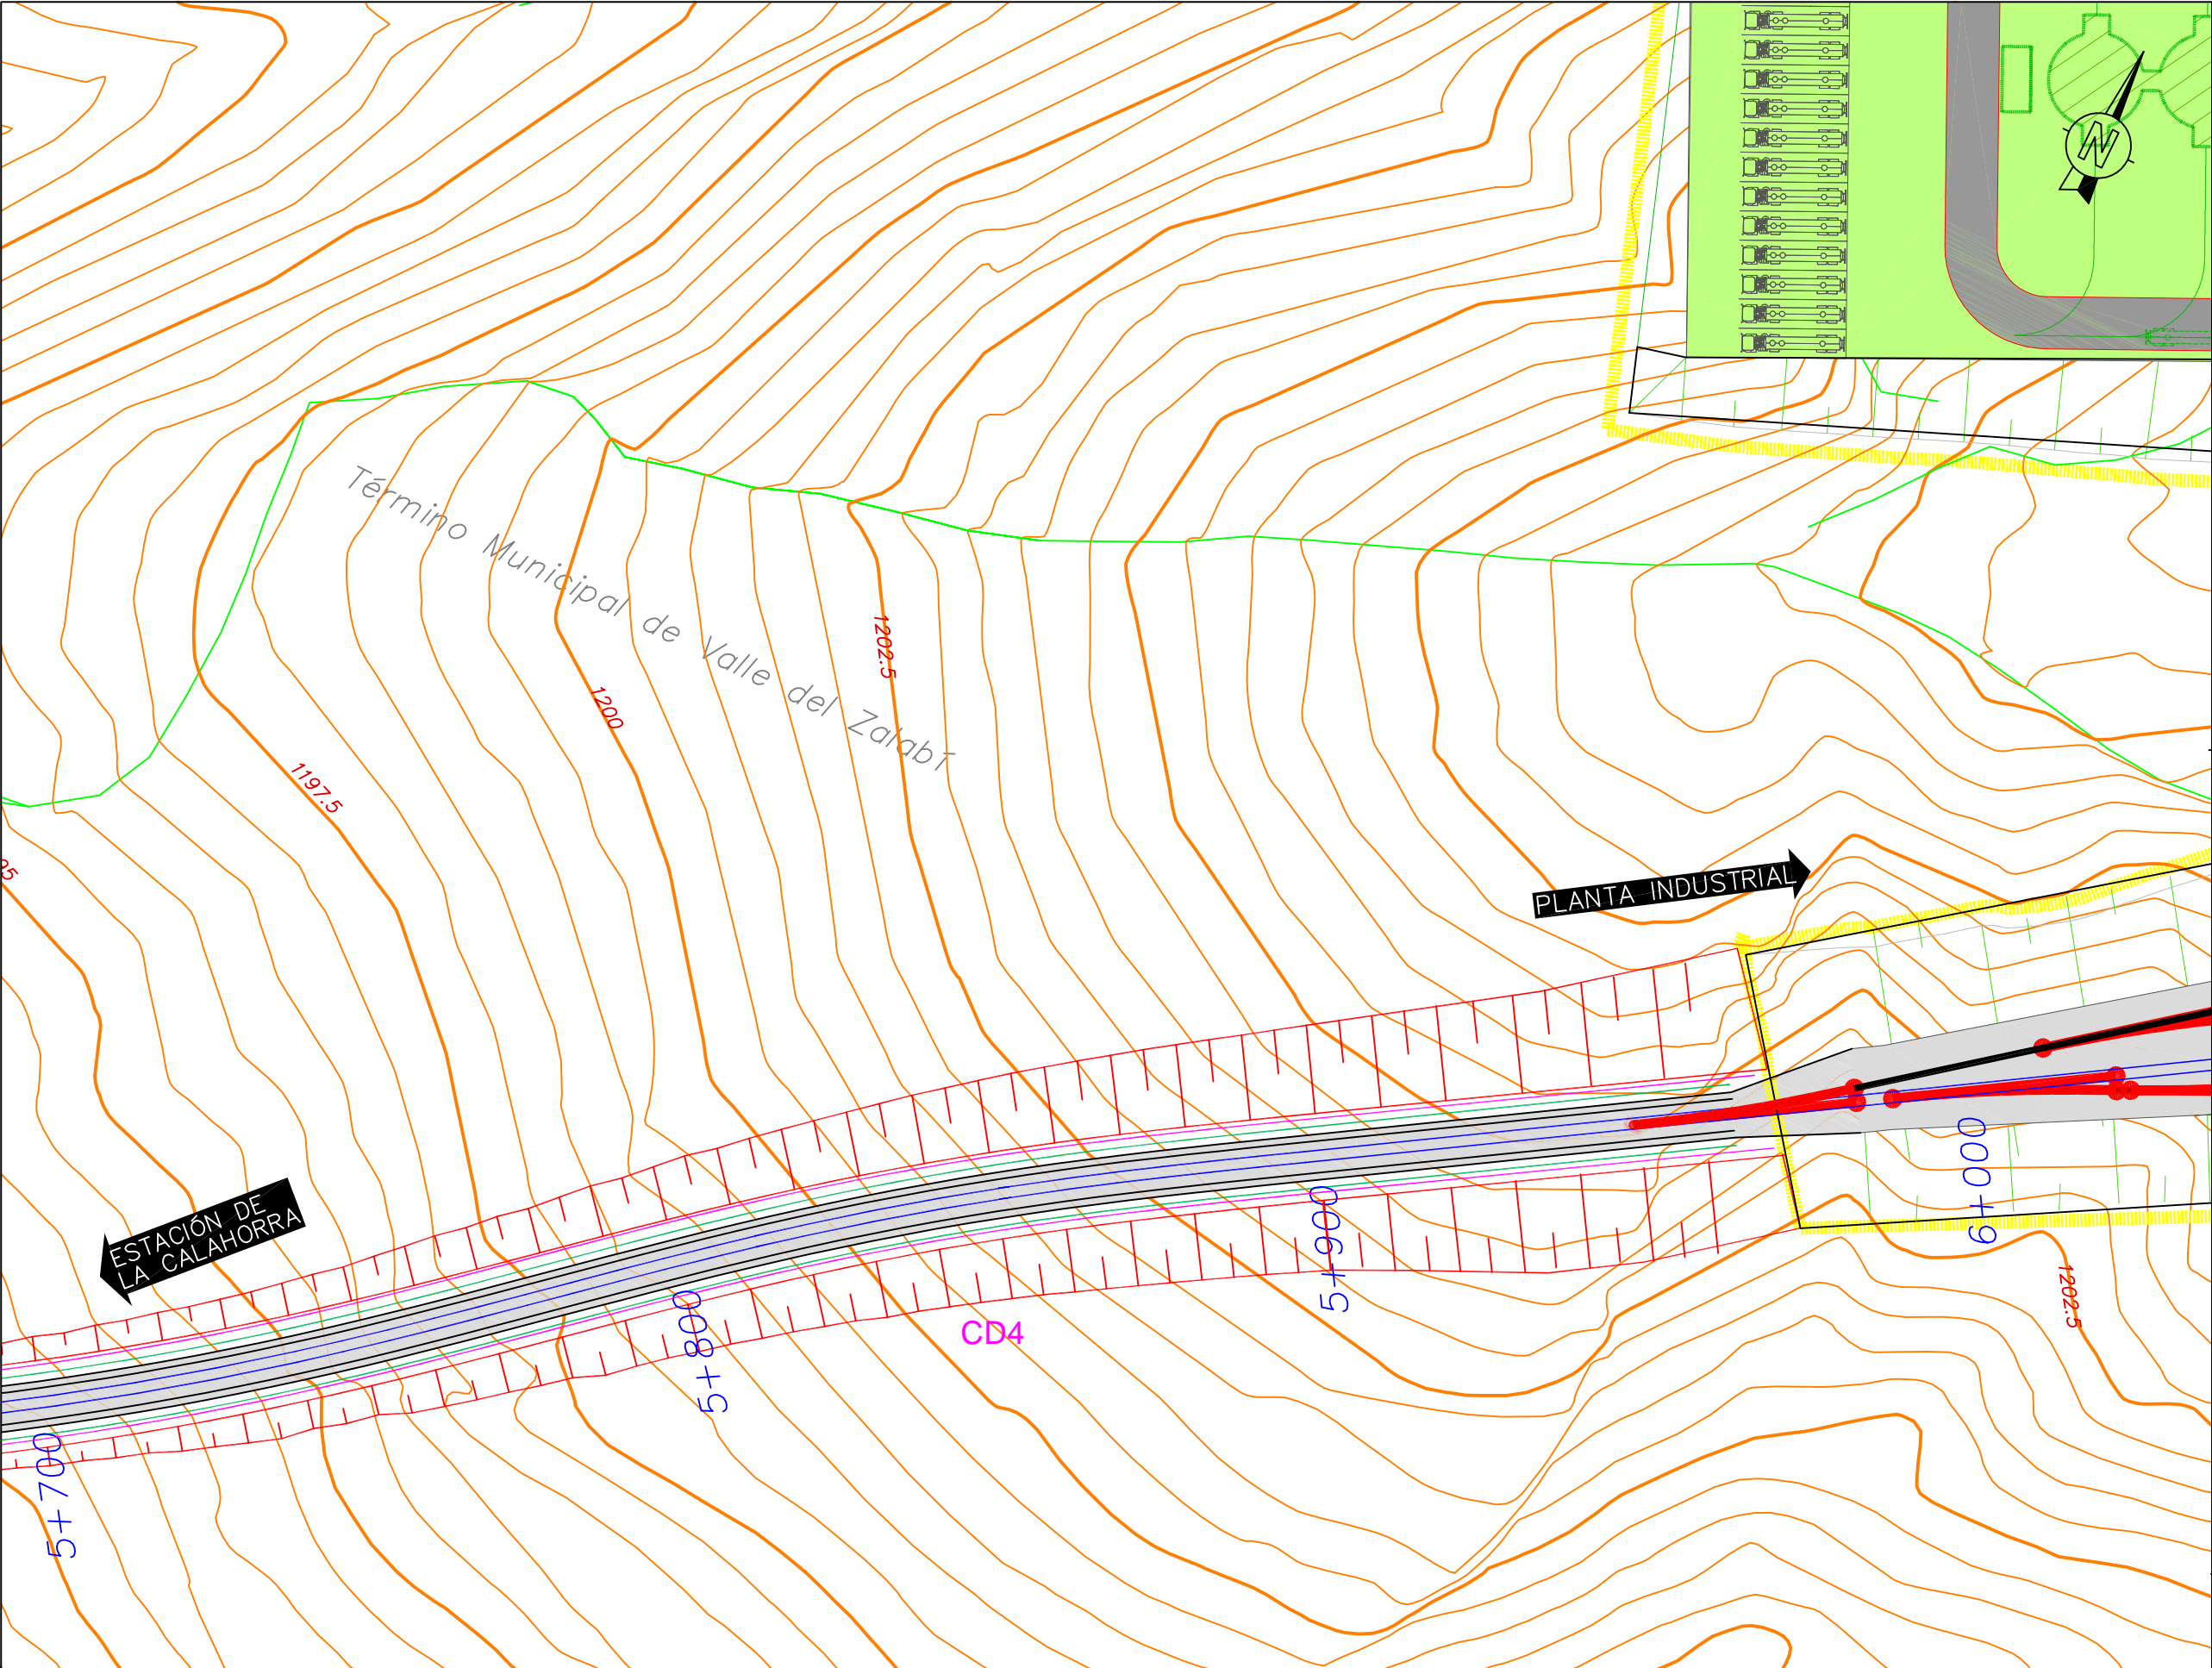 N
Término Municipal de Valle del Zalabí
1202.5
1200
1197.5
95
PLANTA INDUSTRIAL
ESTACIÓN DE
LA CALAHORRA
6+000
5+900
1202.5
5+800
CD4
5+700